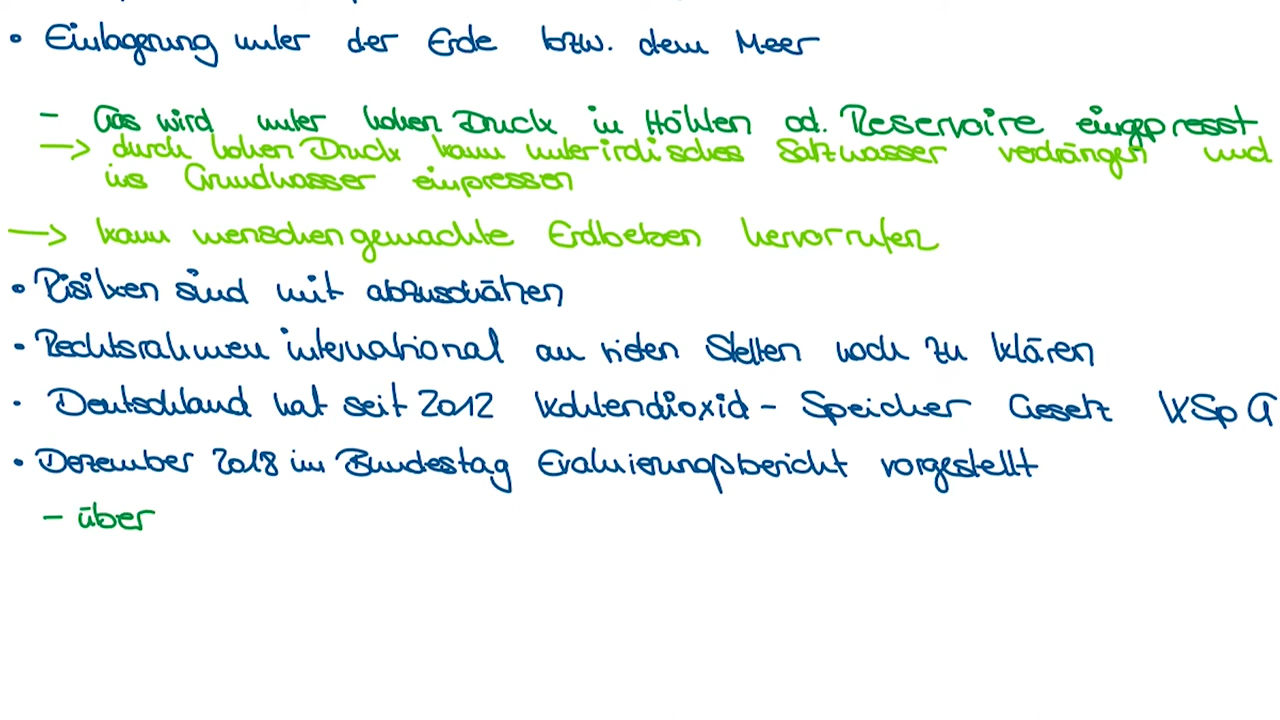 • Einlagerung unter der Erde bzw. dem Meer
- Gas wird unter hohen Druck in Höhlen od. Reservoire eingepresst
-> durch hohen Druck kann unterirdisches Salzwasser verdrängen und
ins Grundwasser einpressen
-> kann menschengemachte Erdbeben hervorrufen
• Risiken sind nit abzuschätzen
• Rechtsrahmen international an vielen Stellen noch zu klären
• Deutschland hat seit 2012 Kohlendioxid - Speicher Gesetz KSpG
• Dezember 2018 im Bundestag Evaluierungsbericht vorgestellt
- über